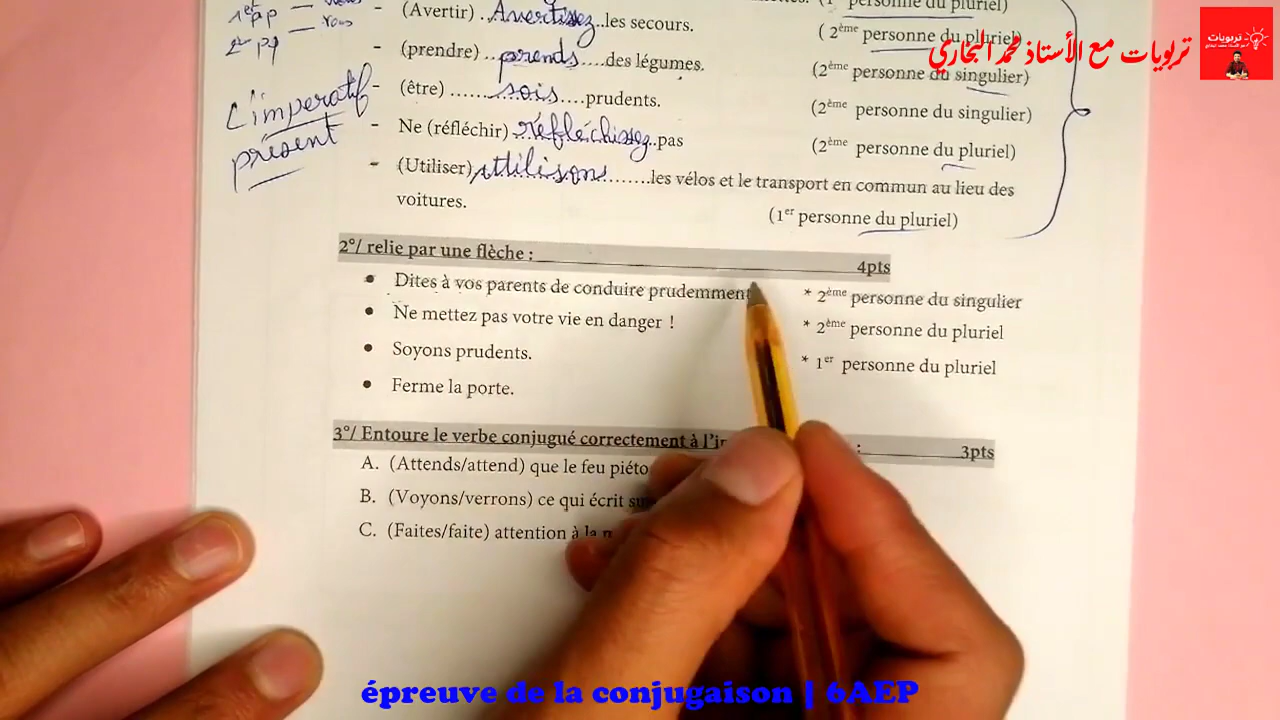 personne du pluriel)
(Avertir) ..Avertissez..les secours.
( 2ème personne du pluriel)
(prendre) ...prends....des légumes.
(2ème personne du singulier)
(être) ........sois....prudents.
(2ème personne du singulier)
Ne (réfléchir) réfléchissez..pas
(2ème personne du pluriel)
(Utiliser) utilisons........les vélos et le transport en commun au lieu des
voitures.
(1er personne du pluriel)
L'imperatif
présent
2°/ relie par une flèche : 4pts
Dites à vos parents de conduire prudemment
* 2ème personne du singulier
Ne mettez pas votre vie en danger !
* 2ème personne du pluriel
Soyons prudents.
* 1er personne du pluriel
Ferme la porte.
3°/ Entoure le verbe conjugué correctement à l'i : 3pts
A. (Attends/attend) que le feu piéto
B. (Voyons/verrons) ce qui écrit su
C. (Faites/faite) attention à la
تربويات مع الأستاذ محمد البخاري
تربويات
épreuve de la conjugaison | 6AEP